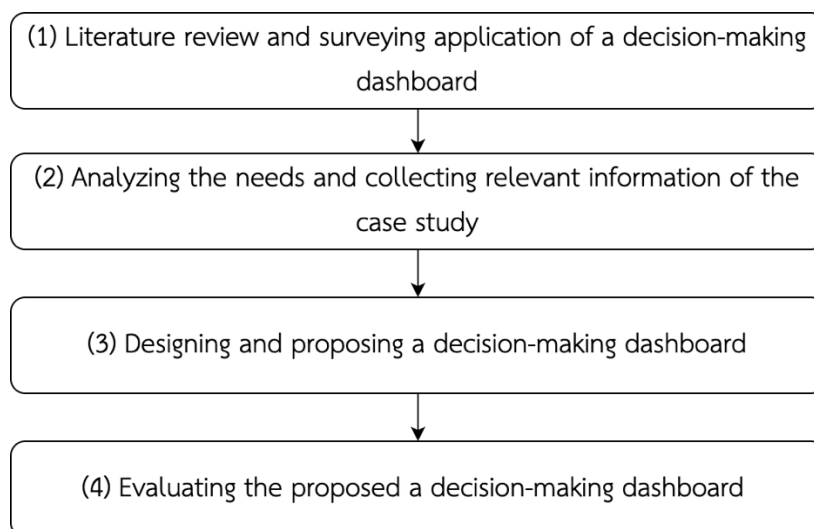 (1) Literature review and surveying application of a decision-making
dashboard
(2) Analyzing the needs and collecting relevant information of the
case study
(3) Designing and proposing a decision-making dashboard
(4) Evaluating the proposed a decision-making dashboard